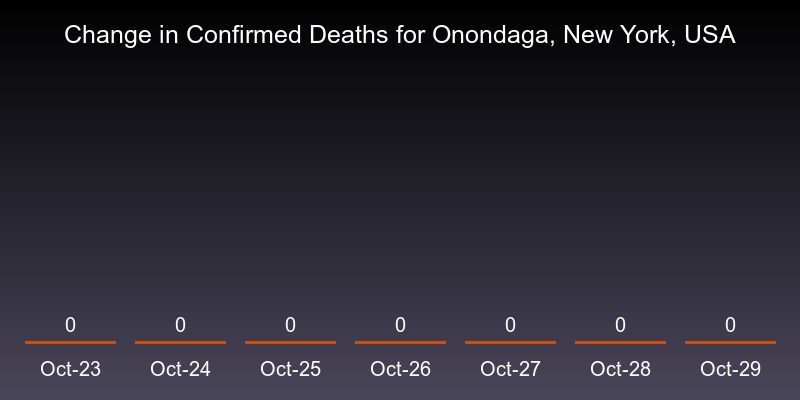 Change in Confirmed Deaths for Onondaga, New York, USA
0 0 0 0 0 0 0
Oct-23 Oct-24 Oct-25 Oct-26 Oct-27 Oct-28 Oct-29